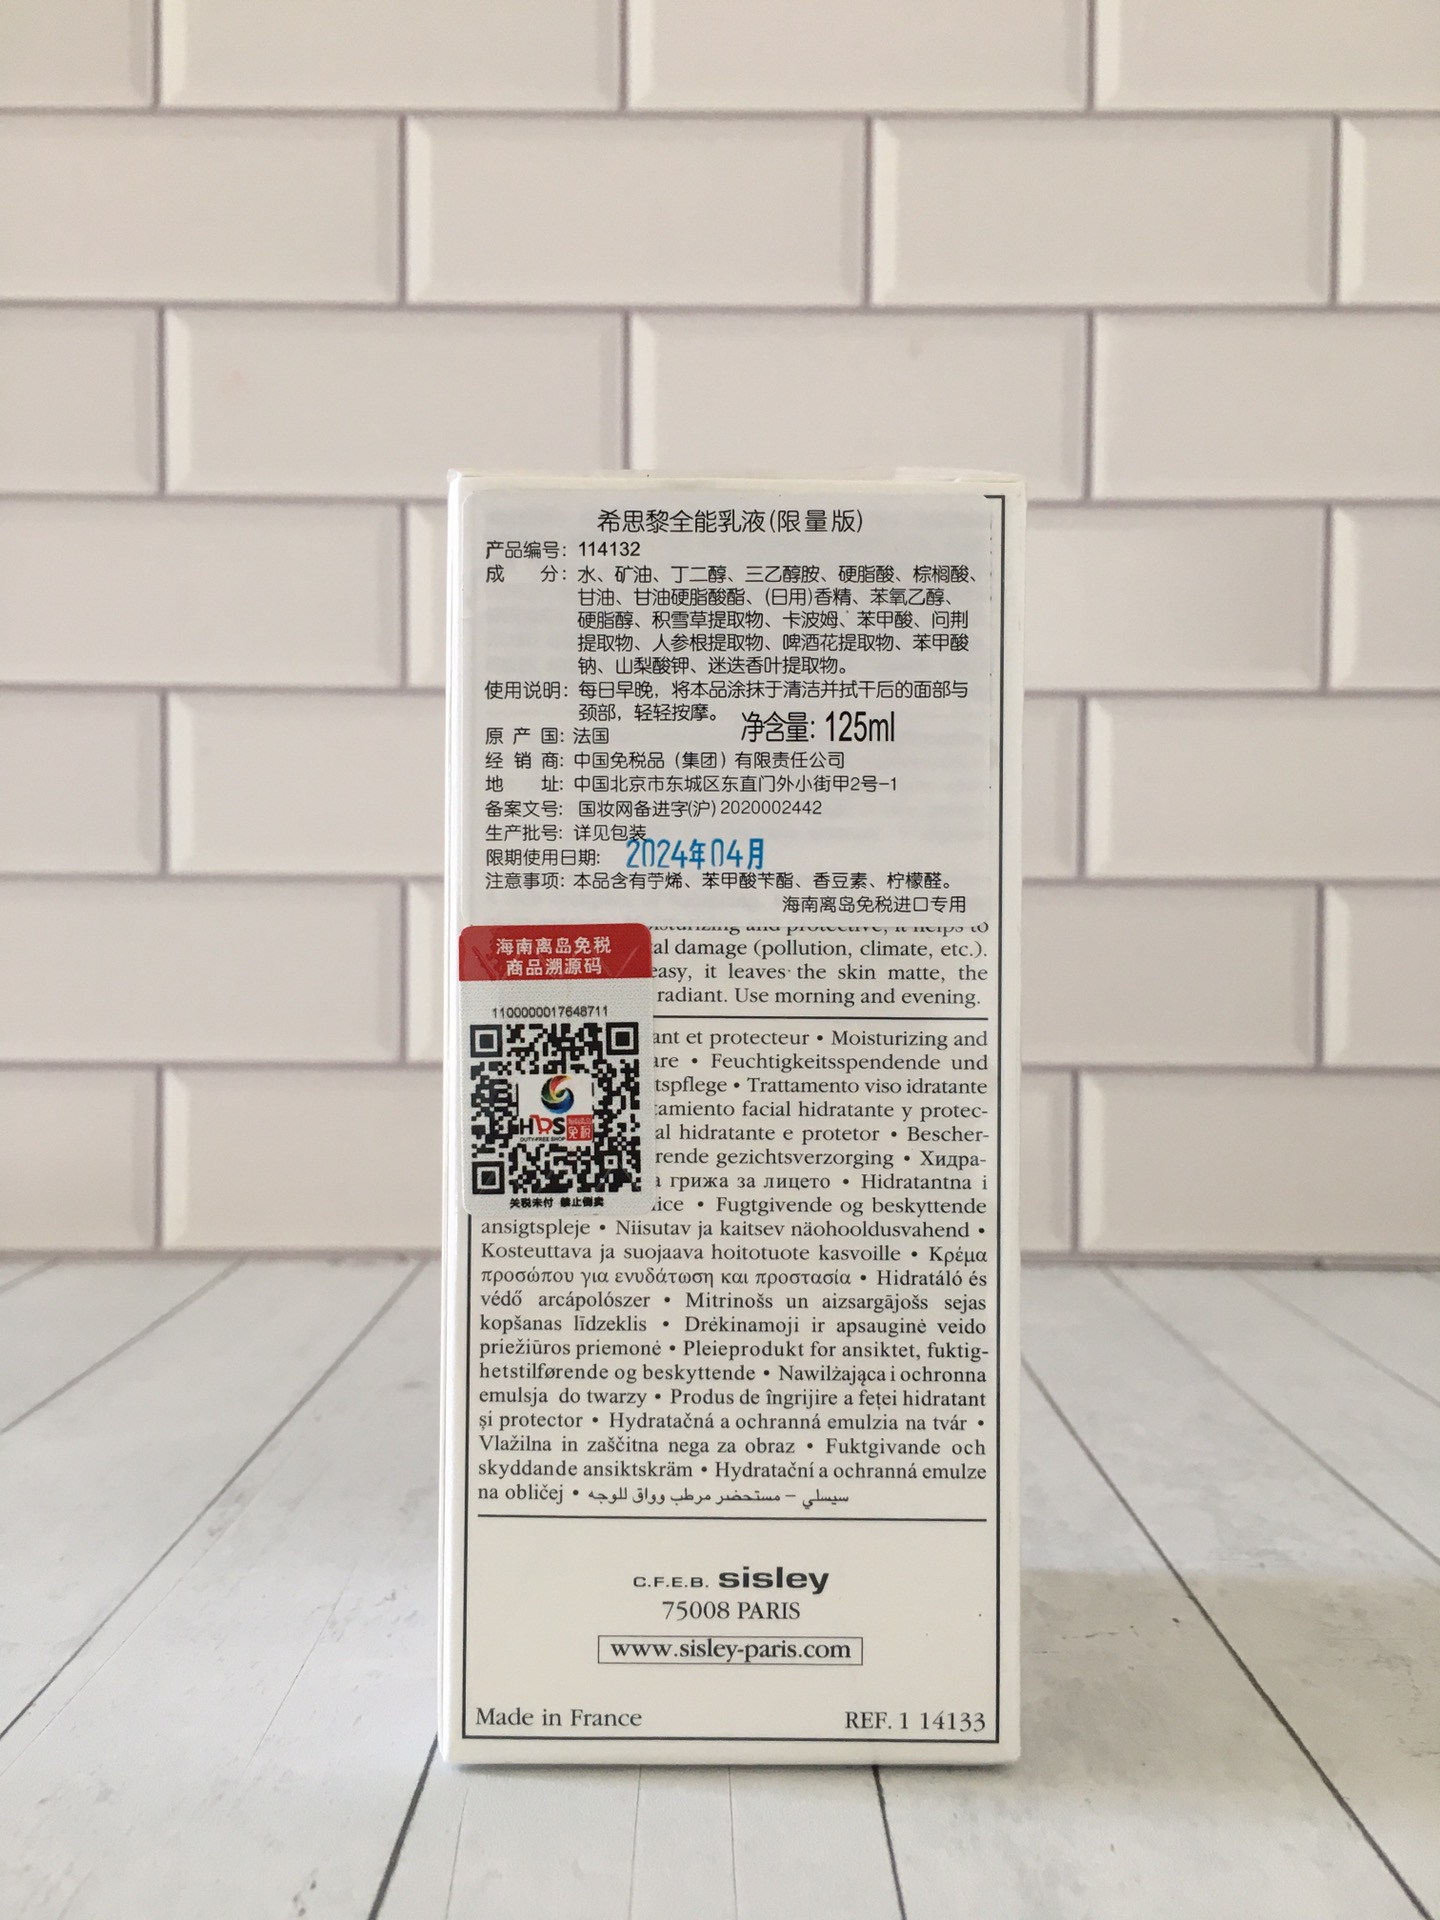 希思黎全能乳液(限量版)
产品编号: 114132
成 分: 水、矿油、丁二醇、三乙醇胺、硬脂酸、棕榈酸、
甘油、甘油硬脂酸酯、(日用)香精、苯氧乙醇、
硬脂醇、积雪草提取物、卡波姆、苯甲酸、问荆
提取物、人参根提取物、啤酒花提取物、苯甲酸
钠、山梨酸钾、迷迭香叶提取物。
使用说明: 每日早晚，将本品涂抹于清洁并拭干后的面部与
颈部，轻轻按摩。
净含量: 125ml
原 产 国: 法国
经 销 商: 中国免税品（集团）有限责任公司
地 址: 中国北京市东城区东直门外小街甲2号-1
备案文号: 国妆网备进字(沪)2020002442
生产批号: 详见包装
限期使用日期: 2024年04月
注意事项: 本品含有苧烯、苯甲酸苄酯、香豆素、柠檬醛。
海南离岛免税进口专用
海南离岛免税
商品溯源码
1100000017648711
HDS 海南离岛 免税
DUTY-FREE SHOP
关税未付 禁止倒卖
and protective, it helps to
damage (pollution, climate, etc.).
easy, it leaves the skin matte, the
radiant. Use morning and evening.
et protecteur • Moisturizing and
• Feuchtigkeitsspendende und
• Trattamento viso idratante
facial hidratante y protec-
hidratante e protetor • Bescher-
gezichtsverzorging • Хидра-
грижа за лицето • Hidratantna i
• Fugtgivende og beskyttende
ansigtspleje • Niisutav ja kaitsev näohooldusvahend •
Kosteuttava ja suojaava hoitotuote kasvoille • Κρέμα
προσώπου για ενυδάτωση και προστασία • Hidratáló és
védő arcápolószer • Mitrinošs un aizsargājošs sejas
kopšanas līdzeklis • Drėkinamoji ir apsauginė veido
priežiūros priemonė • Pleieprodukt for ansiktet, fuktig-
hetstilførende og beskyttende • Nawilżająca i ochronna
emulsja do twarzy • Produs de îngrijire a feței hidratant
și protector • Hydratačná a ochranná emulzia na tvár •
Vlažilna in zaščitna nega za obraz • Fuktgivande och
skyddande ansiktskräm • Hydratační a ochranná emulze
na obličej • سيسلي – مستحضر مرطب وواق للوجه
C.F.E.B. sisley
75008 PARIS
www.sisley-paris.com
Made in France
REF. 1 14133